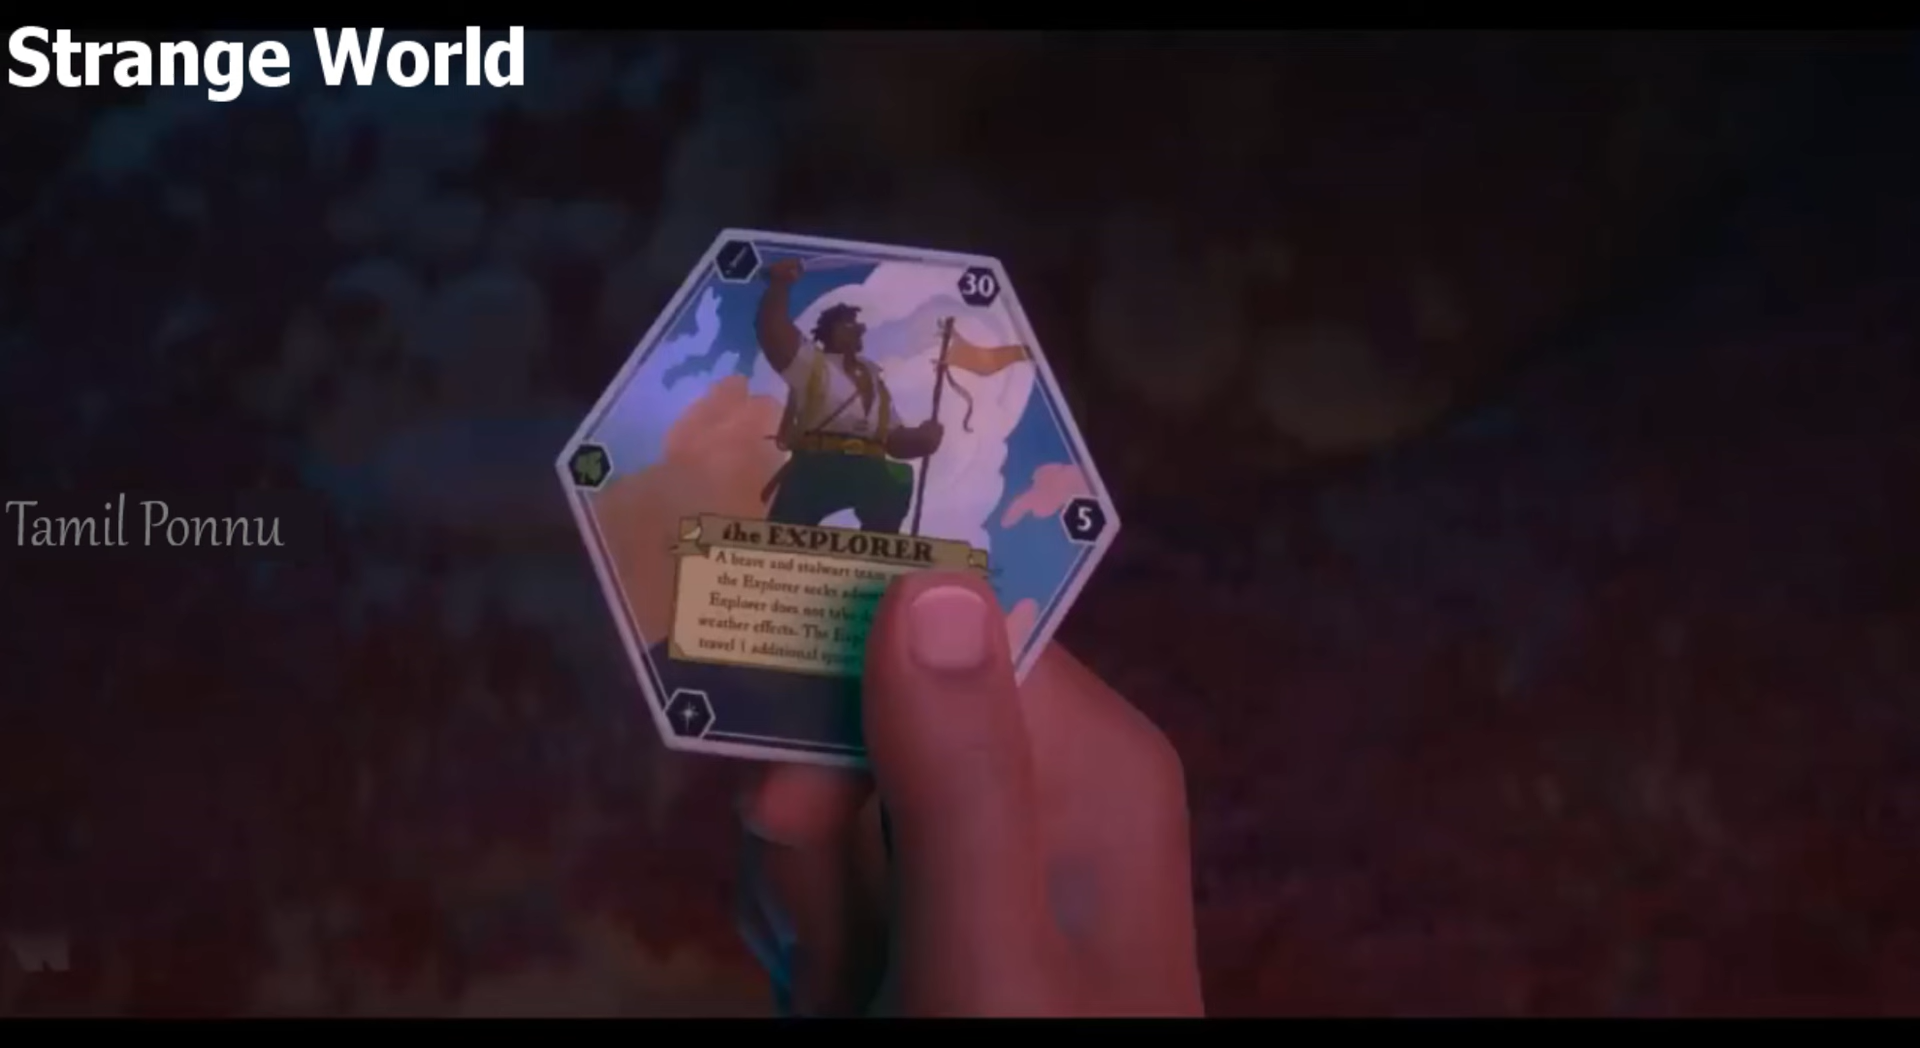 Strange World
30
5
Tamil Ponnu
the EXPLORER
A brave and stalwart team
the Explorer seeks
Explorer does not take
weather effects. The
travel 1 additional